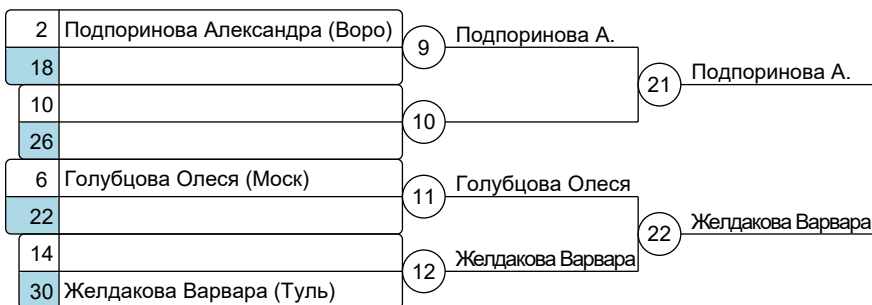 2 Подпоринова Александра (Воро)
9 Подпоринова А.
18
21 Подпоринова А.
10
10
26
6 Голубцова Олеся (Моск)
11 Голубцова Олеся
22
22 Желдакова Варвара
14
12 Желдакова Варвара
30 Желдакова Варвара (Туль)